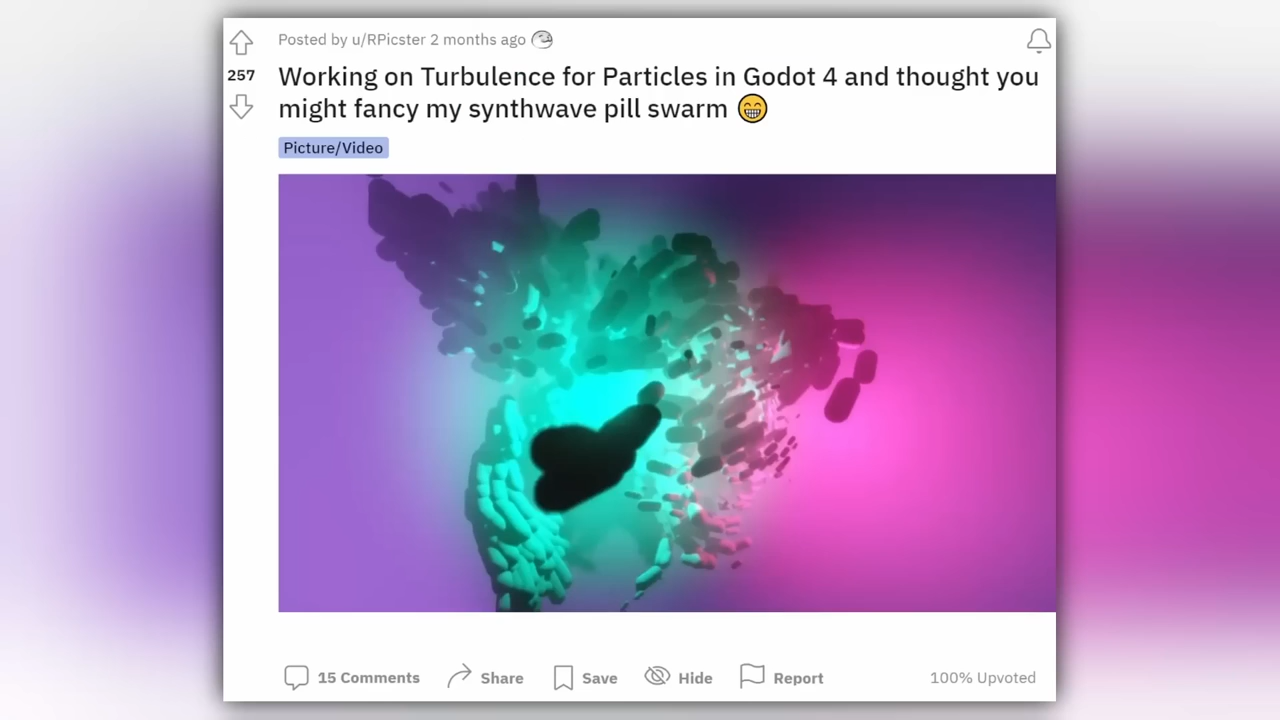 Posted by u/RPicster 2 months ago
257
Working on Turbulence for Particles in Godot 4 and thought you
might fancy my synthwave pill swarm 😁
Picture/Video
15 Comments Share Save Hide Report 100% Upvoted